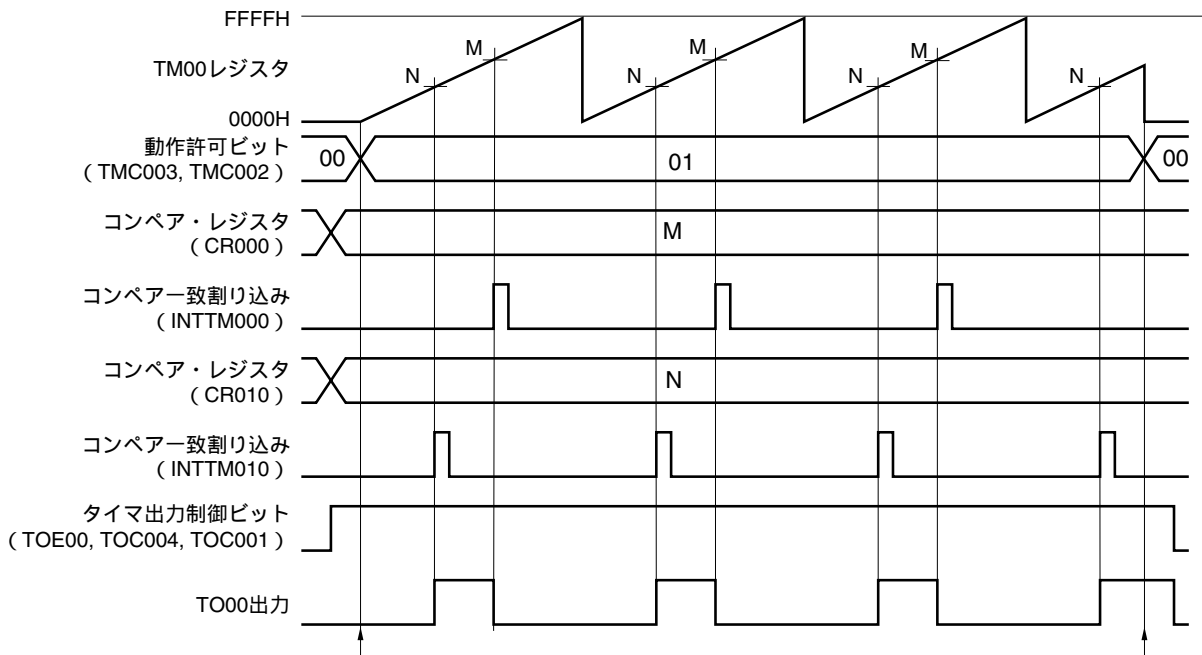 FFFFH
M M M
TM00レジスタ N N N N
0000H
動作許可ビット
（TMC003, TMC002） 00 01 00
コンペア・レジスタ
（CR000） M
コンペア一致割り込み
（INTTM000）
コンペア・レジスタ
（CR010） N
コンペア一致割り込み
（INTTM010）
タイマ出力制御ビット
（TOE00, TOC004, TOC001）
TO00出力